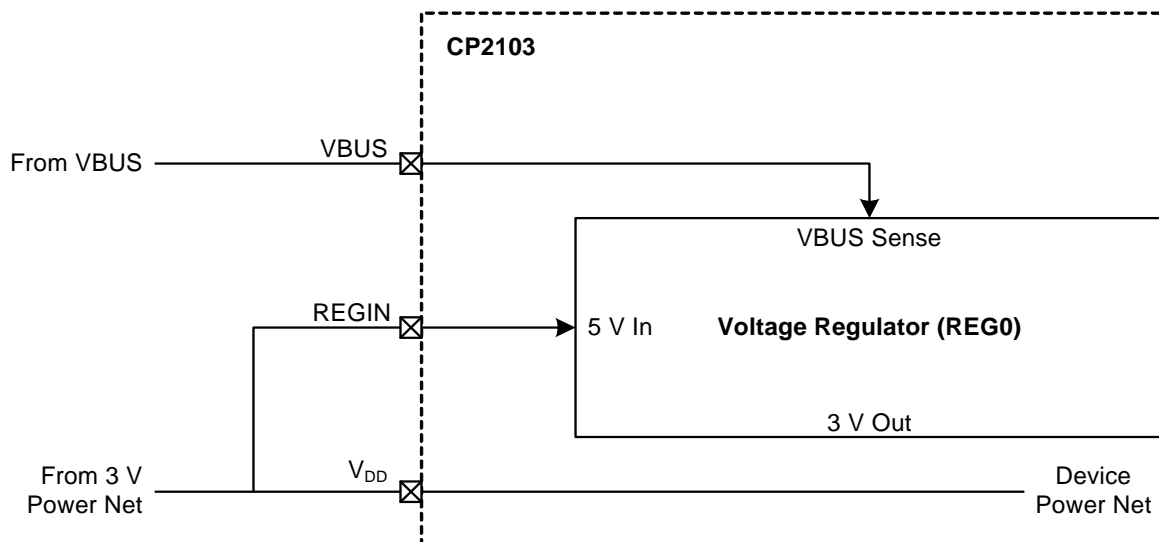 CP2103
From VBUS
VBUS
VBUS Sense
REGIN
5 V In
Voltage Regulator (REG0)
3 V Out
From 3 V
Power Net
VDD
Device
Power Net